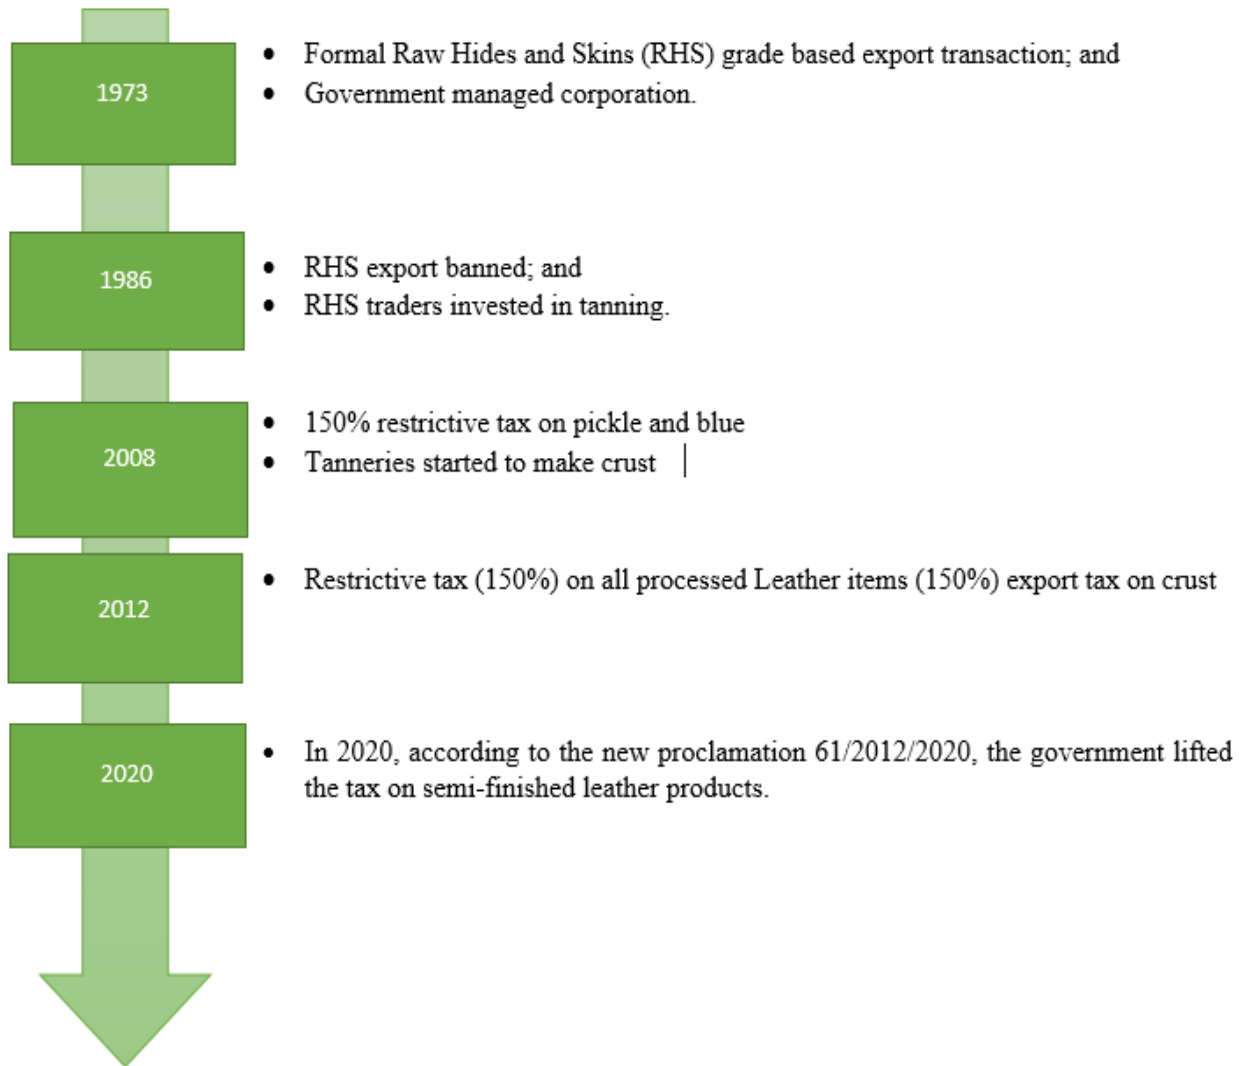 1973
• Formal Raw Hides and Skins (RHS) grade based export transaction; and
• Government managed corporation.
1986
• RHS export banned; and
• RHS traders invested in tanning.
2008
• 150% restrictive tax on pickle and blue
• Tanneries started to make crust
2012
• Restrictive tax (150%) on all processed Leather items (150%) export tax on crust
2020
• In 2020, according to the new proclamation 61/2012/2020, the government lifted
the tax on semi-finished leather products.